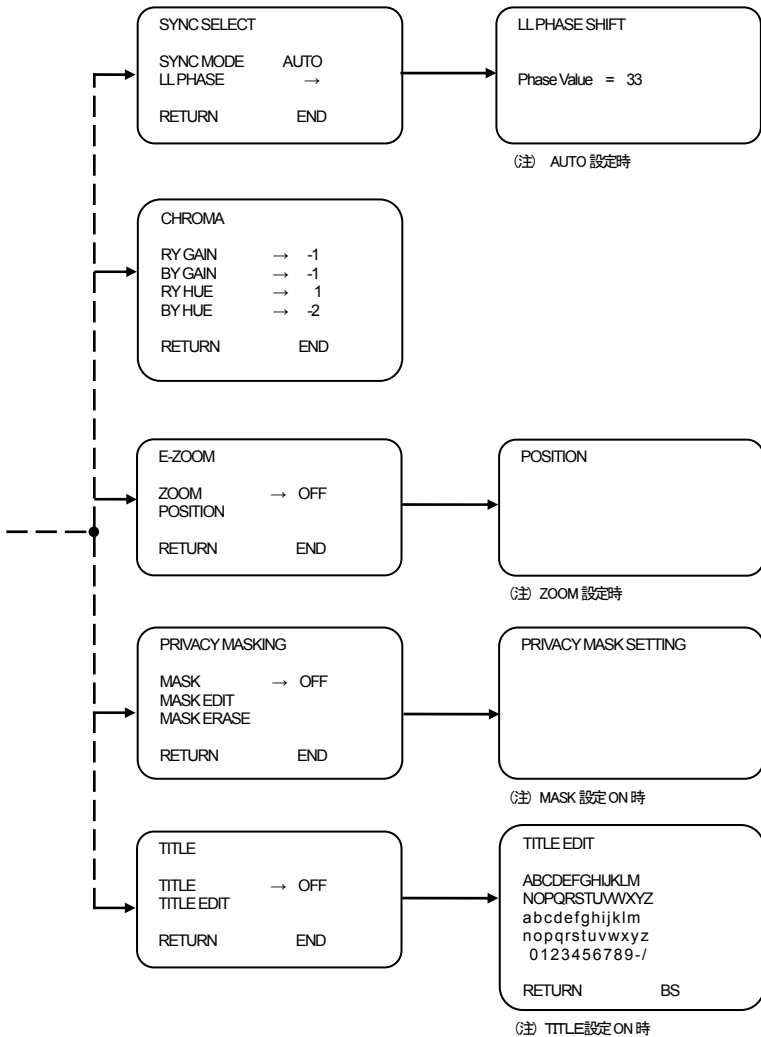 SYNC SELECT
SYNC MODE AUTO
LL PHASE →
RETURN END
LL PHASE SHIFT
Phase Value = 33
(注) AUTO 設定時
CHROMA
RY GAIN → -1
BY GAIN → -1
RY HUE → 1
BY HUE → -2
RETURN END
E-ZOOM
ZOOM → OFF
POSITION
RETURN END
POSITION
(注) ZOOM 設定時
PRIVACY MASKING
MASK → OFF
MASK EDIT
MASK ERASE
RETURN END
PRIVACY MASK SETTING
(注) MASK 設定 ON 時
TITLE
TITLE → OFF
TITLE EDIT
RETURN END
TITLE EDIT
ABCDEFGHIJKLM
NOPQRSTUVWXYZ
abcdefghijklm
nopqrstuvwxyz
0123456789-/
RETURN BS
(注) TITLE設定 ON 時